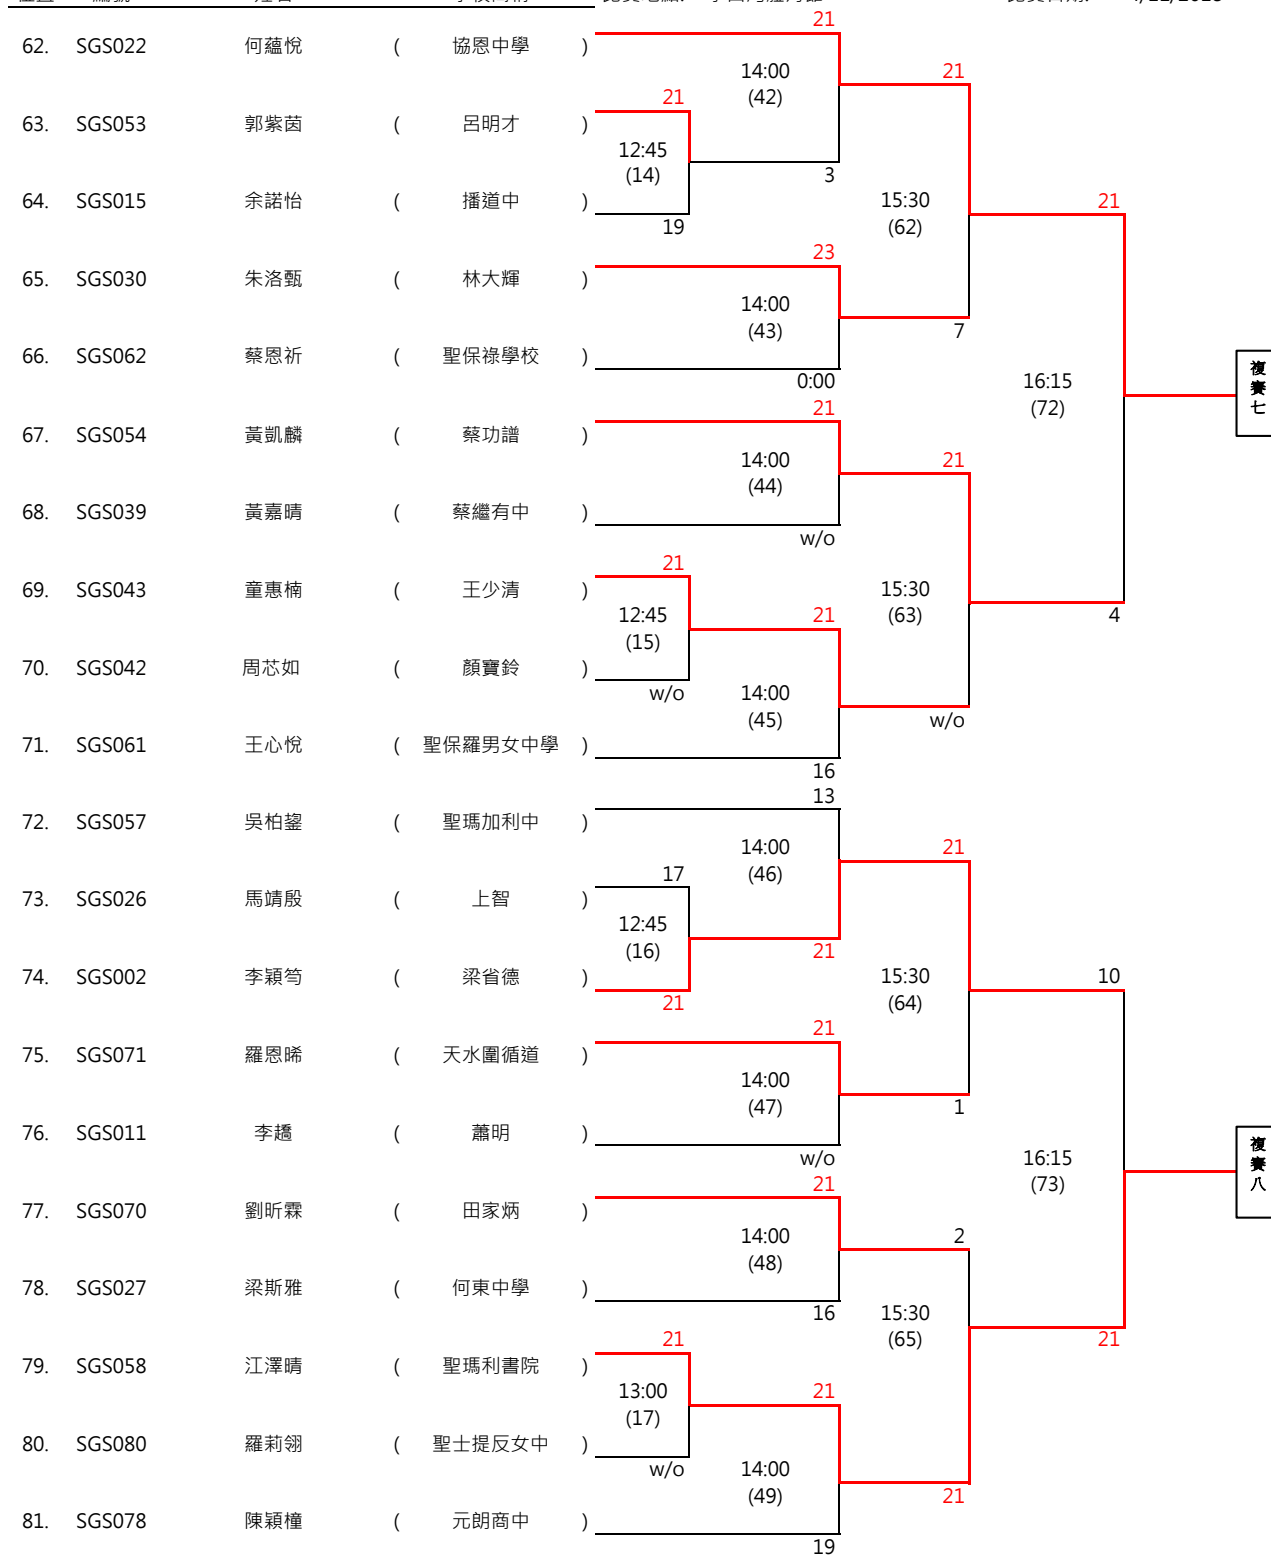 21
62. SGS022 何蘊悅 ( 協恩中學 )
14:00 21
21 (42)
63. SGS053 郭紫茵 ( 呂明才 )
12:45
(14) 3
64. SGS015 余諾怡 ( 播道中 ) 15:30 21
19 (62)
23
65. SGS030 朱洛甄 ( 林大輝 )
14:00
(43) 7
66. SGS062 蔡恩祈 ( 聖保祿學校 )
0:00 16:15
21 (72)
複賽七
67. SGS054 黃凱麟 ( 蔡功譜 )
14:00 21
(44)
68. SGS039 黃嘉晴 ( 蔡繼有中 )
w/o
21
69. SGS043 童惠楠 ( 王少清 ) 15:30
12:45 21 (63) 4
(15)
70. SGS042 周芯如 ( 顏寶鈴 )
w/o 14:00
(45) w/o
71. SGS061 王心悅 ( 聖保羅男女中學 )
16
13
72. SGS057 吳柏鋆 ( 聖瑪加利中 )
14:00 21
17 (46)
73. SGS026 馬靖殷 ( 上智 )
12:45
(16) 21
74. SGS002 李穎笉 ( 梁省德 ) 15:30 10
21 (64)
21
75. SGS071 羅恩晞 ( 天水圍循道 )
14:00
(47) 1
76. SGS011 李趫 ( 蕭明 )
w/o 16:15
21 (73)
複賽八
77. SGS070 劉昕霖 ( 田家炳 )
14:00 2
(48)
78. SGS027 梁斯雅 ( 何東中學 )
16 15:30
21 (65) 21
79. SGS058 江澤晴 ( 聖瑪利書院 )
13:00 21
(17)
80. SGS080 羅莉翎 ( 聖士提反女中 )
w/o 14:00
(49) 21
81. SGS078 陳穎橦 ( 元朗商中 )
19